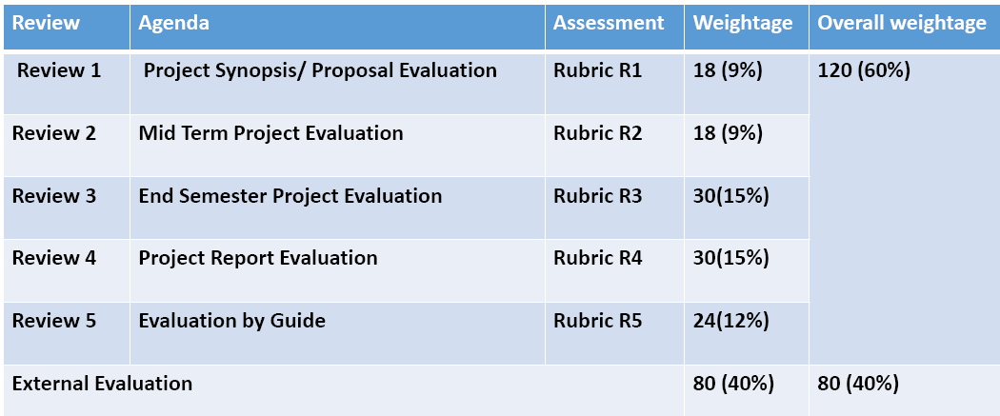 Review Agenda Assessment Weightage Overall weightage
Review 1 Project Synopsis/ Proposal Evaluation Rubric R1 18 (9%) 120 (60%)
Review 2 Mid Term Project Evaluation Rubric R2 18 (9%)
Review 3 End Semester Project Evaluation Rubric R3 30(15%)
Review 4 Project Report Evaluation Rubric R4 30(15%)
Review 5 Evaluation by Guide Rubric R5 24(12%)
External Evaluation 80 (40%) 80 (40%)